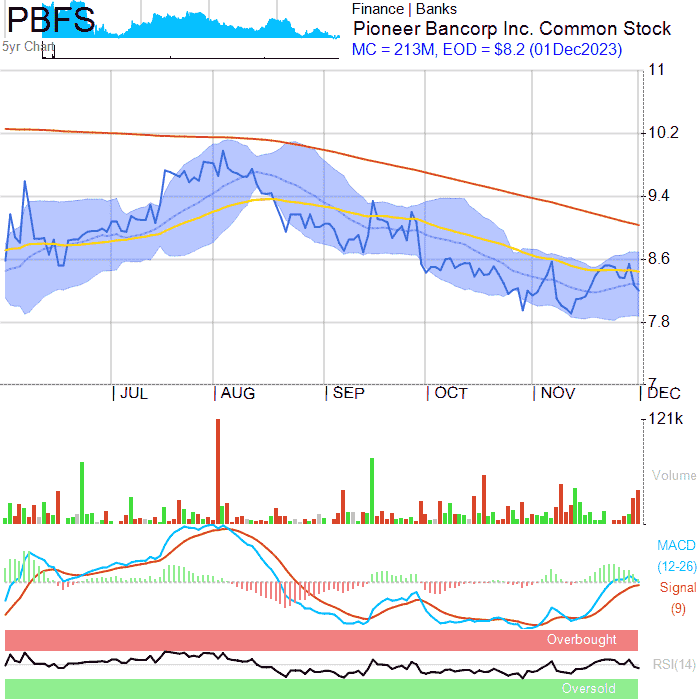 PBFS
Finance | Banks
Pioneer Bancorp Inc. Common Stock
5yr Chart
MC = 213M, EOD = $8.2 (01Dec2023)
11
10.2
9.4
8.6
7.8
7
JUL AUG SEP OCT NOV DEC
121k
Volume
MACD
(12-26)
Signal
(9)
Overbought
RSI(14)
Oversold